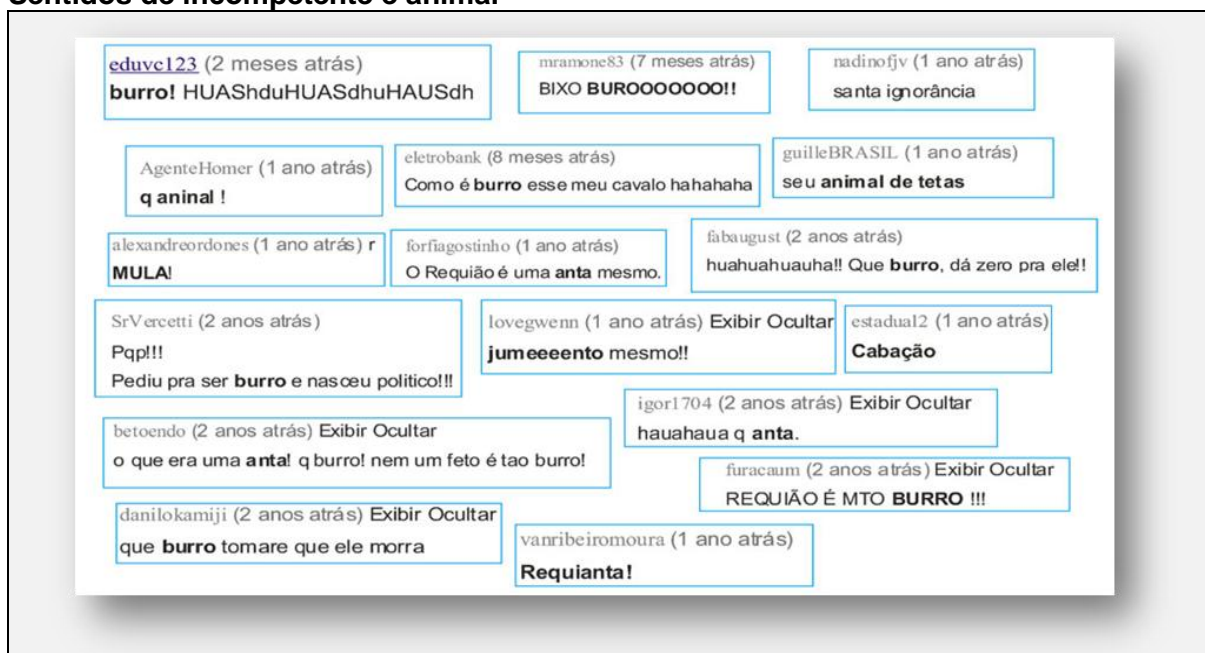 Sentidos de incompetente e animal
eduvc123 (2 meses atrás)
burro! HUAShduHUASdhuHAUSdh
mramone83 (7 meses atrás)
BIXO BUROOOOOOO!!
nadinofjv (1 ano atrás)
santa ignorância
AgenteHomer (1 ano atrás)
q aninal !
eletrobank (8 meses atrás)
Como é burro esse meu cavalo hahahaha
guilleBRASIL (1 ano atrás)
seu animal de tetas
alexandreordones (1 ano atrás) r
MULA!
forfiagostinho (1 ano atrás)
O Requião é uma anta mesmo.
fabaugust (2 anos atrás)
huahuahuauha!! Que burro, dá zero pra ele!!
SrVercetti (2 anos atrás)
Pqp!!!
Pediu pra ser burro e nasceu politico!!!
lovegwenn (1 ano atrás) Exibir Ocultar
jumeeeento mesmo!!
estadual2 (1 ano atrás)
Cabação
igor1704 (2 anos atrás) Exibir Ocultar
hauahaua q anta.
betoendo (2 anos atrás) Exibir Ocultar
o que era uma anta! q burro! nem um feto é tao burro!
furacaum (2 anos atrás) Exibir Ocultar
REQUIÃO É MTO BURRO !!!
danilokamiji (2 anos atrás) Exibir Ocultar
que burro tomare que ele morra
vanribeiromoura (1 ano atrás)
Requianta!